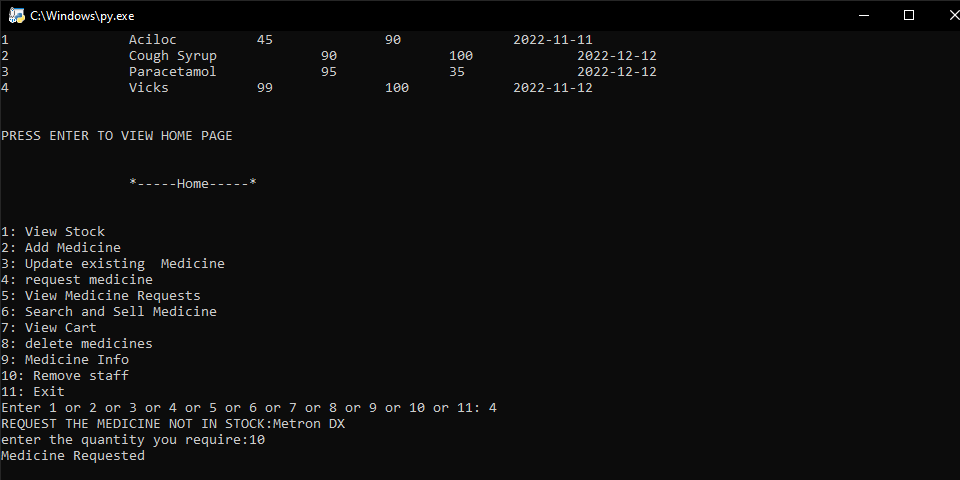 C:\Windows\py.exe
1 Aciloc 45 90 2022-11-11
2 Cough Syrup 90 100 2022-12-12
3 Paracetamol 95 35 2022-12-12
4 Vicks 99 100 2022-11-12
PRESS ENTER TO VIEW HOME PAGE
*-----Home-----*
1: View Stock
2: Add Medicine
3: Update existing  Medicine
4: request medicine
5: View Medicine Requests
6: Search and Sell Medicine
7: View Cart
8: delete medicines
9: Medicine Info
10: Remove staff
11: Exit
Enter 1 or 2 or 3 or 4 or 5 or 6 or 7 or 8 or 9 or 10 or 11: 4
REQUEST THE MEDICINE NOT IN STOCK:Metron DX
enter the quantity you require:10
Medicine Requested